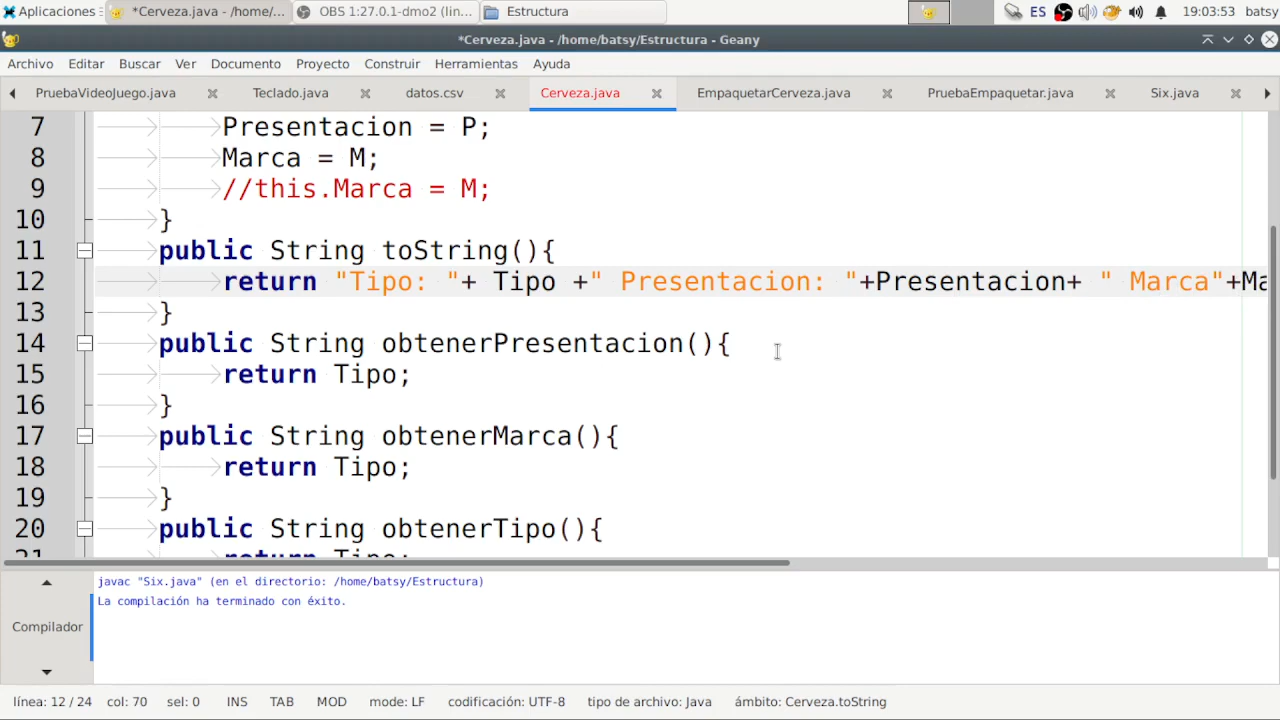 Aplicaciones *Cerveza.java - /home/... OBS 1:27.0.1-dmo2 (lin... Estructura ES 19:03:53 batsy
*Cerveza.java - /home/batsy/Estructura - Geany
Archivo Editar Buscar Ver Documento Proyecto Construir Herramientas Ayuda
PruebaVideoJuego.java Teclado.java datos.csv Cerveza.java EmpaquetarCerveza.java PruebaEmpaquetar.java Six.java
7 Presentacion = P;
8 Marca = M;
9 //this.Marca = M;
10 }
11 public String toString(){
12 return "Tipo: "+ Tipo +" Presentacion: "+Presentacion+ " Marca"+Ma
13 }
14 public String obtenerPresentacion(){
15 return Tipo;
16 }
17 public String obtenerMarca(){
18 return Tipo;
19 }
20 public String obtenerTipo(){
21 return Tipo;
javac "Six.java" (en el directorio: /home/batsy/Estructura)
La compilación ha terminado con éxito.
Compilador
línea: 12 / 24 col: 70 sel: 0 INS TAB MOD mode: LF codificación: UTF-8 tipo de archivo: Java ámbito: Cerveza.toString